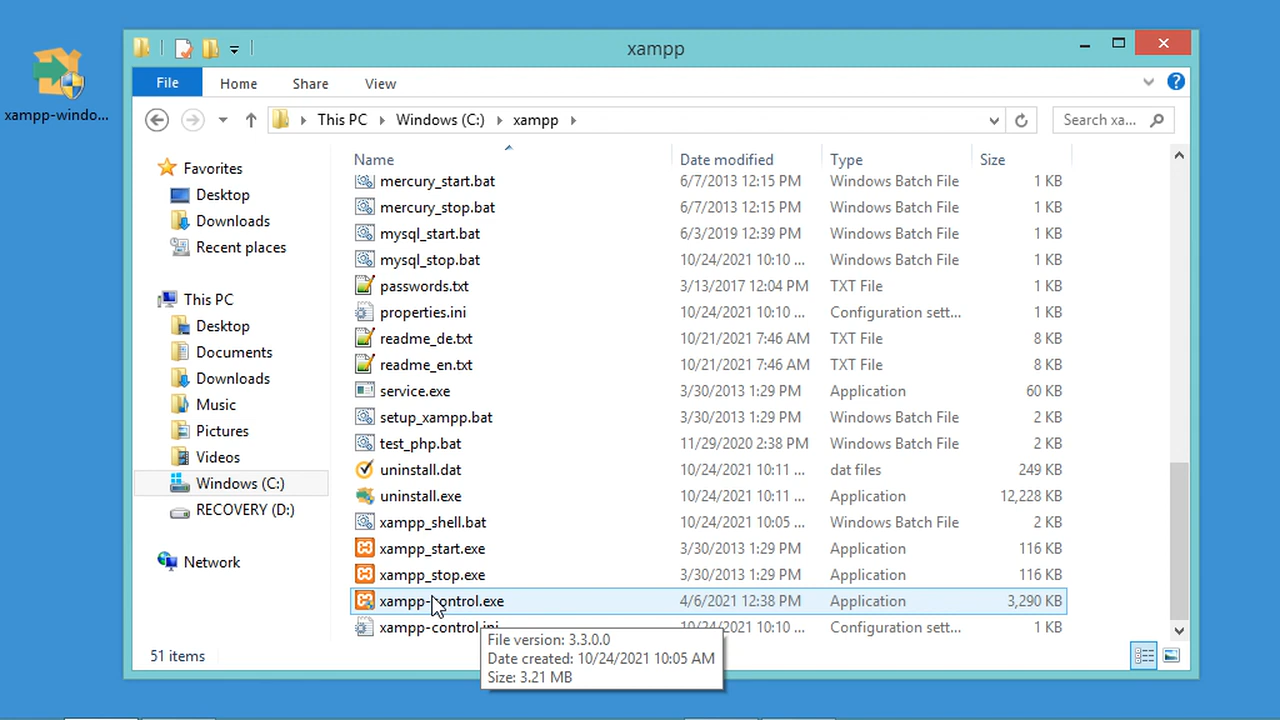 xampp
File Home Share View
This PC Windows (C:) xampp Search xa...
xampp-windo...
Name Date modified Type Size
Favorites
Desktop
Downloads
Recent places
This PC
Desktop
Documents
Downloads
Music
Pictures
Videos
Windows (C:)
RECOVERY (D:)
Network
mercury_start.bat 6/7/2013 12:15 PM Windows Batch File 1 KB
mercury_stop.bat 6/7/2013 12:15 PM Windows Batch File 1 KB
mysql_start.bat 6/3/2019 12:39 PM Windows Batch File 1 KB
mysql_stop.bat 10/24/2021 10:10 ... Windows Batch File 1 KB
passwords.txt 3/13/2017 12:04 PM TXT File 1 KB
properties.ini 10/24/2021 10:10 ... Configuration sett... 1 KB
readme_de.txt 10/21/2021 7:46 AM TXT File 8 KB
readme_en.txt 10/21/2021 7:46 AM TXT File 8 KB
service.exe 3/30/2013 1:29 PM Application 60 KB
setup_xampp.bat 3/30/2013 1:29 PM Windows Batch File 2 KB
test_php.bat 11/29/2020 2:38 PM Windows Batch File 2 KB
uninstall.dat 10/24/2021 10:11 ... dat files 249 KB
uninstall.exe 10/24/2021 10:11 ... Application 12,228 KB
xampp_shell.bat 10/24/2021 10:05 ... Windows Batch File 2 KB
xampp_start.exe 3/30/2013 1:29 PM Application 116 KB
xampp_stop.exe 3/30/2013 1:29 PM Application 116 KB
xampp-control.exe 4/6/2021 12:38 PM Application 3,290 KB
xampp-control.ini 10/24/2021 10:10 ... Configuration sett... 1 KB
File version: 3.3.0.0
Date created: 10/24/2021 10:05 AM
Size: 3.21 MB
51 items